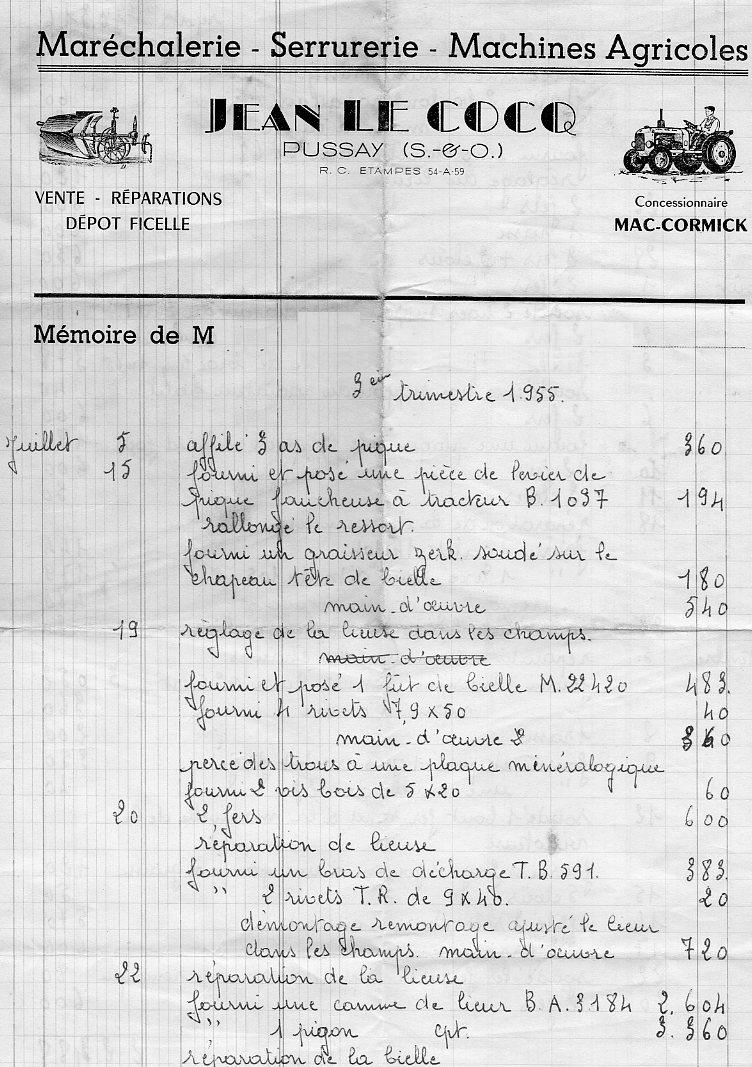 Maréchalerie - Serrurerie - Machines Agricoles
JEAN LE COCQ
PUSSAY (S.-&-O.)
R. C. ETAMPES 54-A-59
VENTE - RÉPARATIONS
DÉPOT FICELLE
Concessionnaire
MAC-CORMICK
Mémoire de M
3 em trimestre 1.955.
Juillet 5 affilé 3 as de pique 360
15 fourni et posé une pièce de levier de
pique faucheuse à tracteur B. 1037 194
rallongé le ressort.
fourni un graisseur zerk. soudé sur le
chapeau tête de bielle 180
main-d'œuvre 540
19 réglage de la lieuse dans les champs.
main-d'œuvre
fourni et posé 1 fût de bielle M.22420 483.
fourni 4 rivets 7,9 x 50 40
main-d'œuvre 360
percé des trous à une plaque ménéralogique
fourni 2 vis bois de 5 x 20 60
20 2 fers 600
réparation de lieuse
fourni un bras de décharge T.B. 591. 383.
" 2 rivets T.R. de 9 x 40. 20
démontage remontage ajusté le lieur
dans les champs. main-d'œuvre 720
22 réparation de la lieuse
fourni une camme de lieur B.A. 3184 2.604
" 1 pigon cpt. 3.360
réparation de la bielle